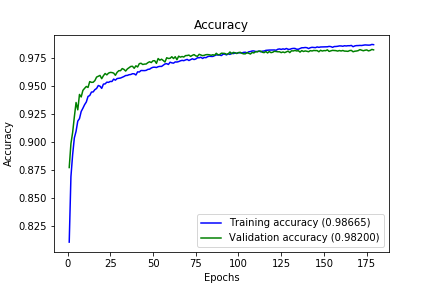 Accuracy
0.975
0.950
0.925
0.900
0.875
0.850
0.825
Accuracy
Training accuracy (0.98665)
Validation accuracy (0.98200)
0 25 50 75 100 125 150 175
Epochs